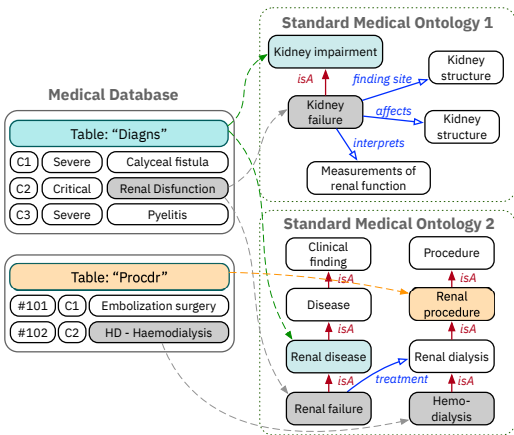 Medical Database
Table: “Diagns”
C1 Severe Calyceal fistula
C2 Critical Renal Disfunction
C3 Severe Pyelitis
Table: “Procdr”
#101 C1 Embolization surgery
#102 C2 HD - Haemodialysis
Standard Medical Ontology 1
Kidney impairment
isA
Kidney
failure
finding site
Kidney
structure
affects
Kidney
structure
interprets
Measurements of
renal function
Standard Medical Ontology 2
Clinical
finding
isA
Disease
isA
Renal disease
isA
Renal failure
treatment
Procedure
isA
Renal
procedure
isA
Renal dialysis
isA
Hemo-
dialysis